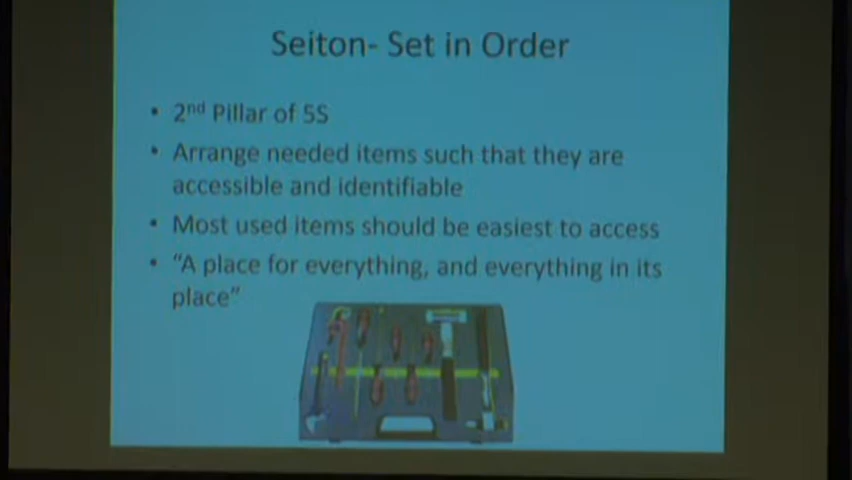 Seiton- Set in Order
• 2nd Pillar of 5S
• Arrange needed items such that they are
accessible and identifiable
• Most used items should be easiest to access
• “A place for everything, and everything in its
place”